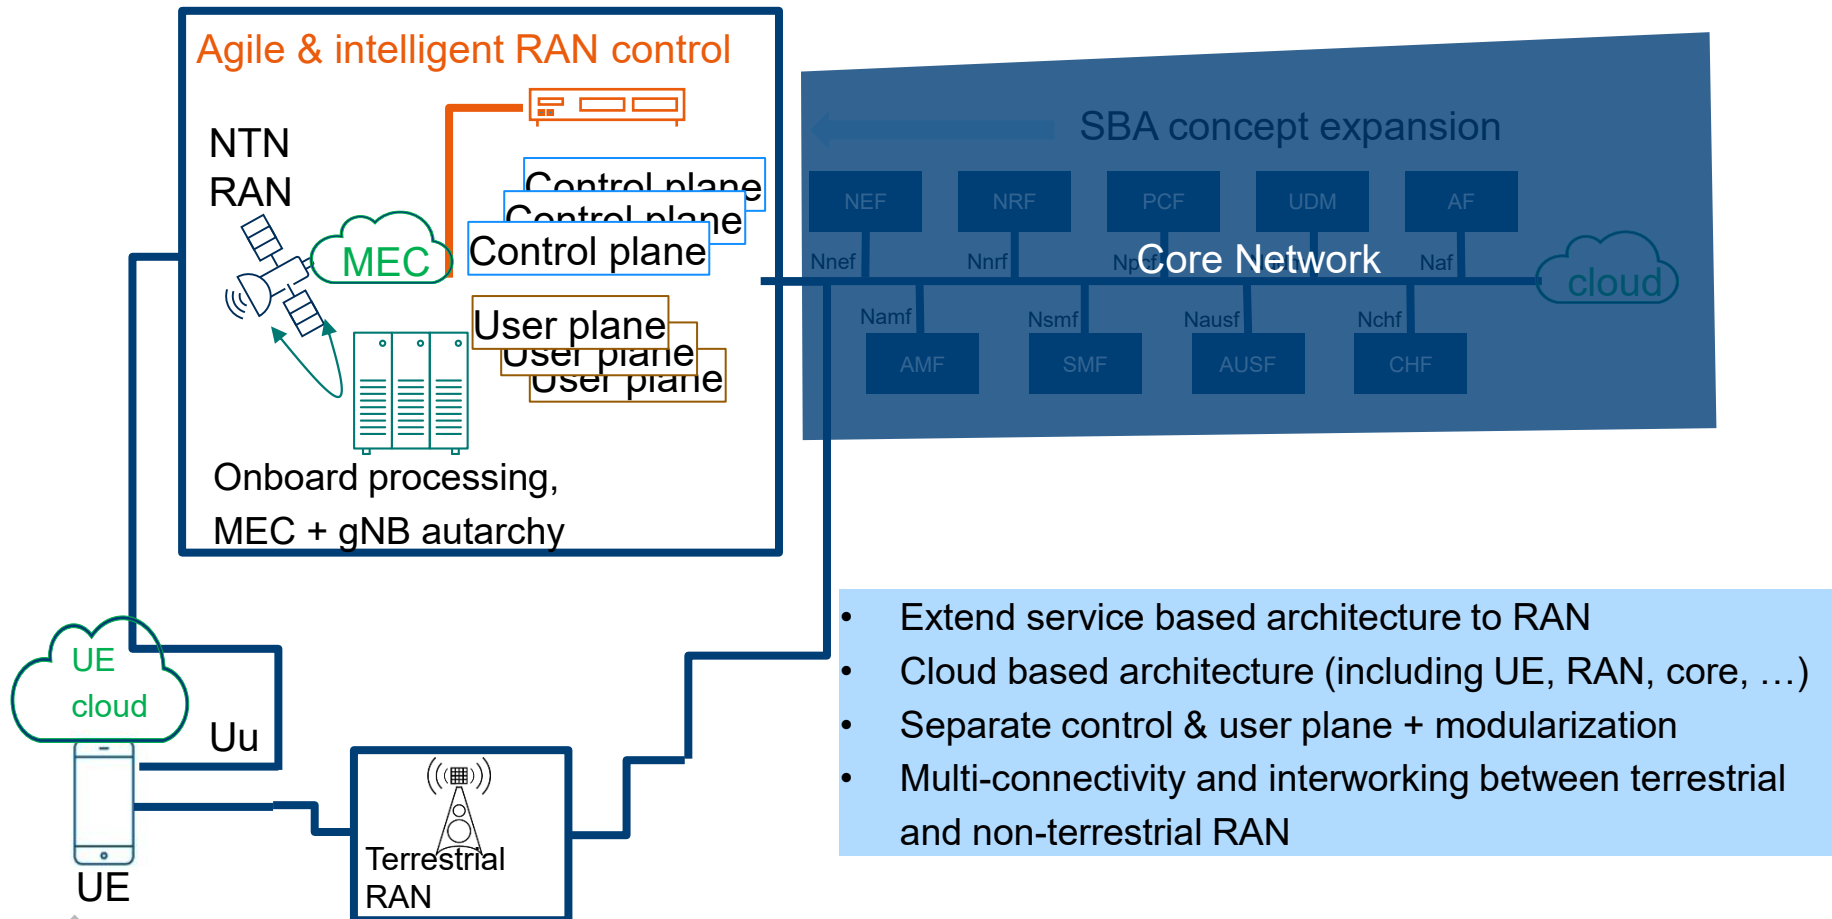 Agile & intelligent RAN control
NTN
RAN
MEC
Control plane
Control plane
Control plane
User plane
User plane
User plane
Onboard processing,
MEC + gNB autarchy
SBA concept expansion
NEF
NRF
PCF
UDM
AF
Nnef
Nnrf
Npcf
Core Network
Naf
cloud
Namf
Nsmf
Nausf
Nchf
AMF
SMF
AUSF
CHF
UE
cloud
Uu
UE
Terrestrial
RAN
• Extend service based architecture to RAN
• Cloud based architecture (including UE, RAN, core, …)
• Separate control & user plane + modularization
• Multi-connectivity and interworking between terrestrial
and non-terrestrial RAN